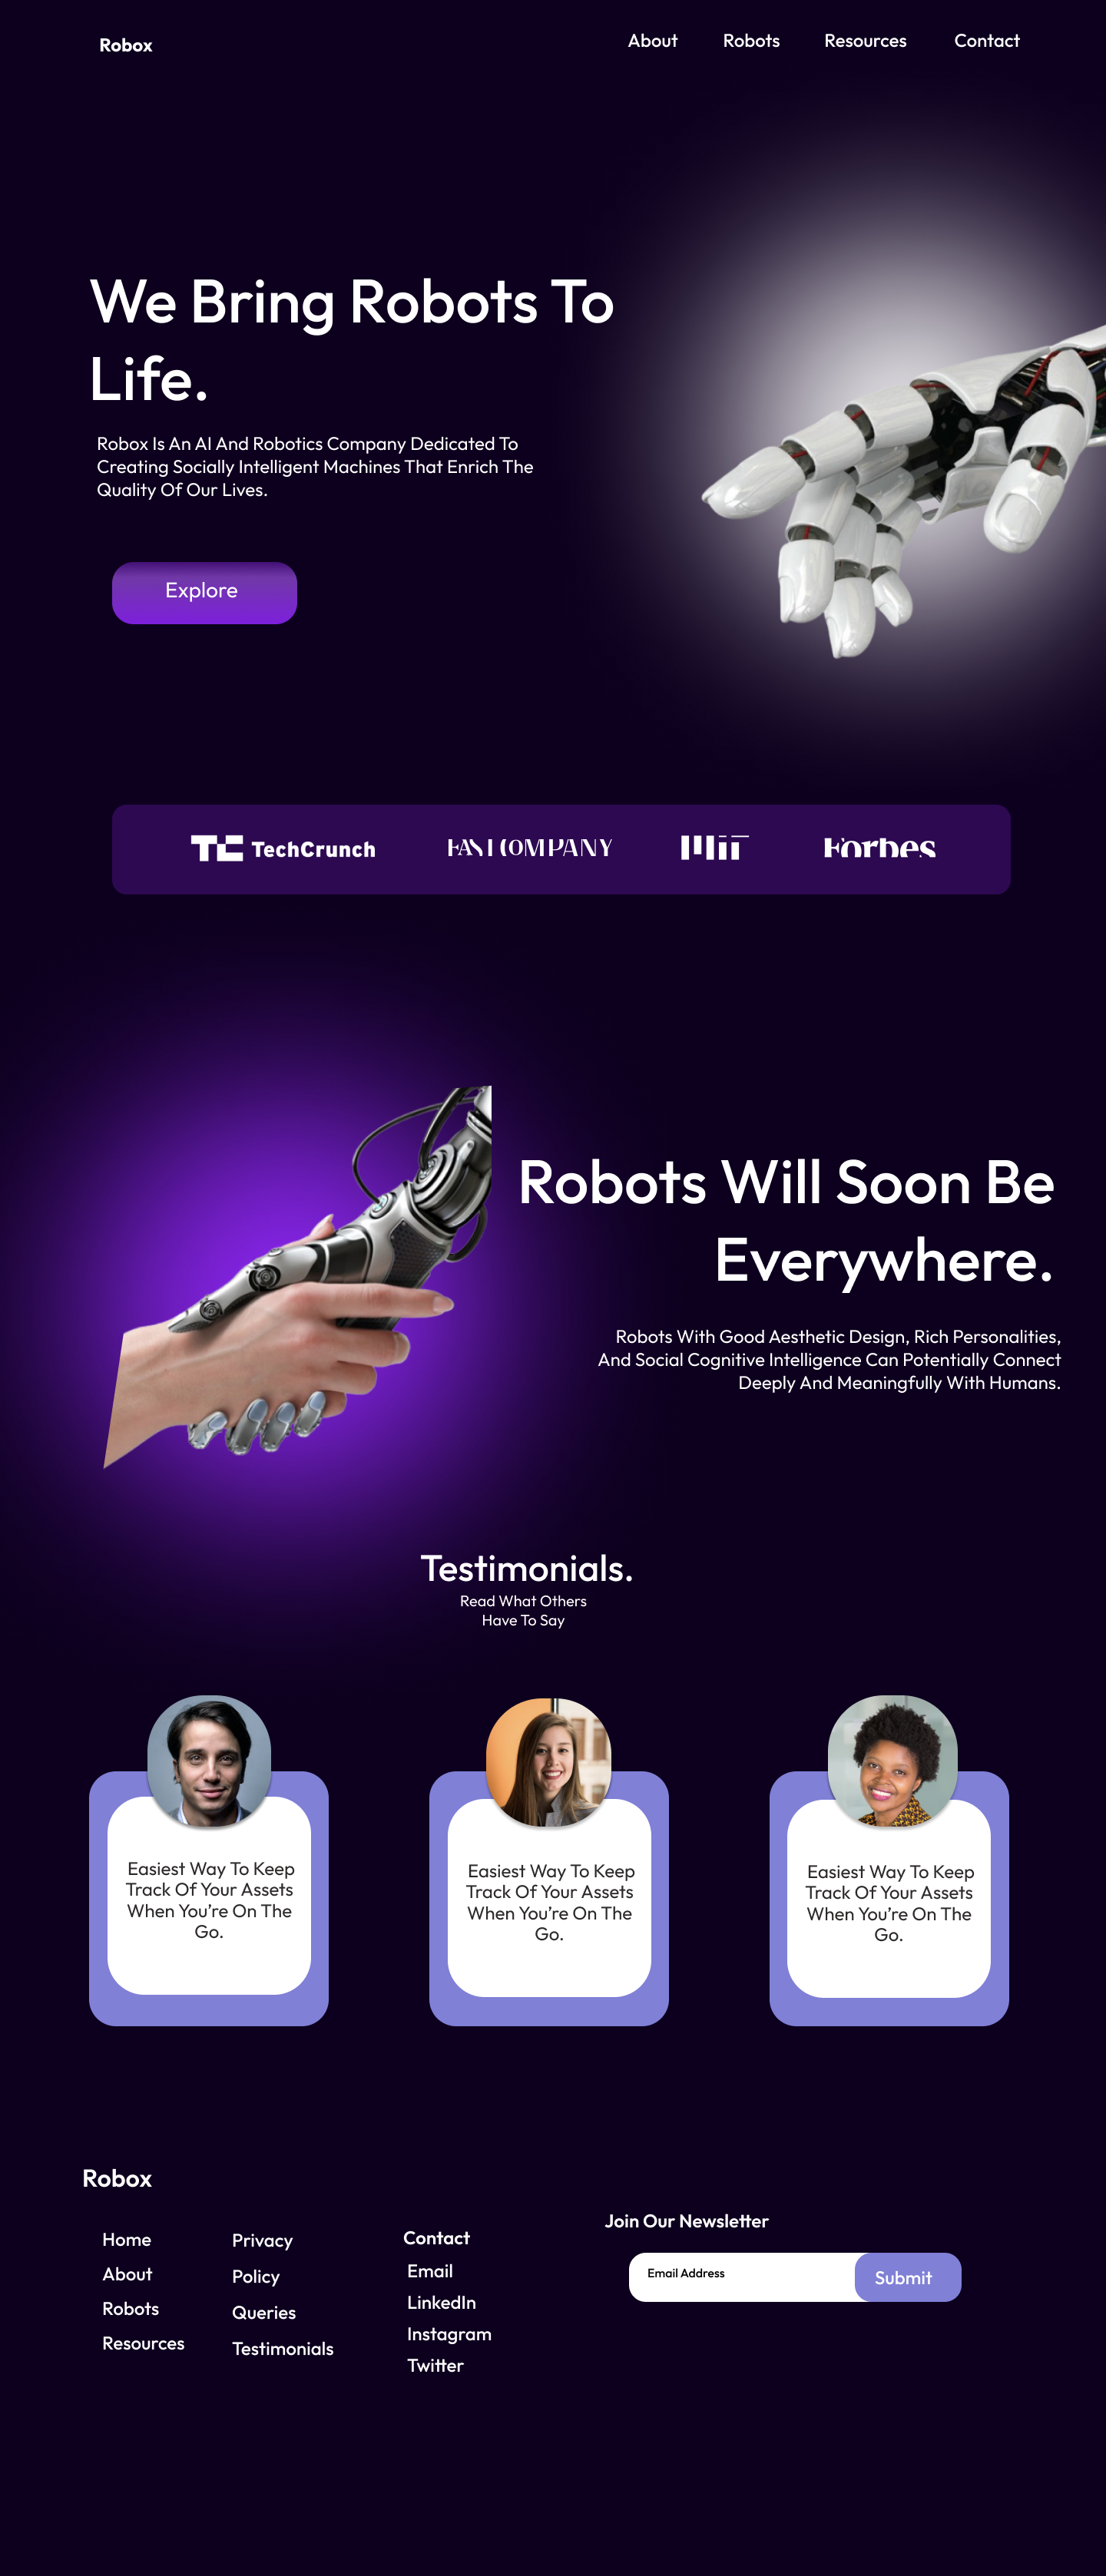 Robox
About Robots Resources Contact
We Bring Robots To
Life.
Robox Is An AI And Robotics Company Dedicated To
Creating Socially Intelligent Machines That Enrich The
Quality Of Our Lives.
Explore
TC TechCrunch FAST COMPANY MIT Forbes
Robots Will Soon Be
Everywhere.
Robots With Good Aesthetic Design, Rich Personalities,
And Social Cognitive Intelligence Can Potentially Connect
Deeply And Meaningfully With Humans.
Testimonials.
Read What Others
Have To Say
Easiest Way To Keep
Track Of Your Assets
When You’re On The
Go.
Easiest Way To Keep
Track Of Your Assets
When You’re On The
Go.
Easiest Way To Keep
Track Of Your Assets
When You’re On The
Go.
Robox
Home
About
Robots
Resources
Privacy
Policy
Queries
Testimonials
Contact
Email
LinkedIn
Instagram
Twitter
Join Our Newsletter
Email Address
Submit